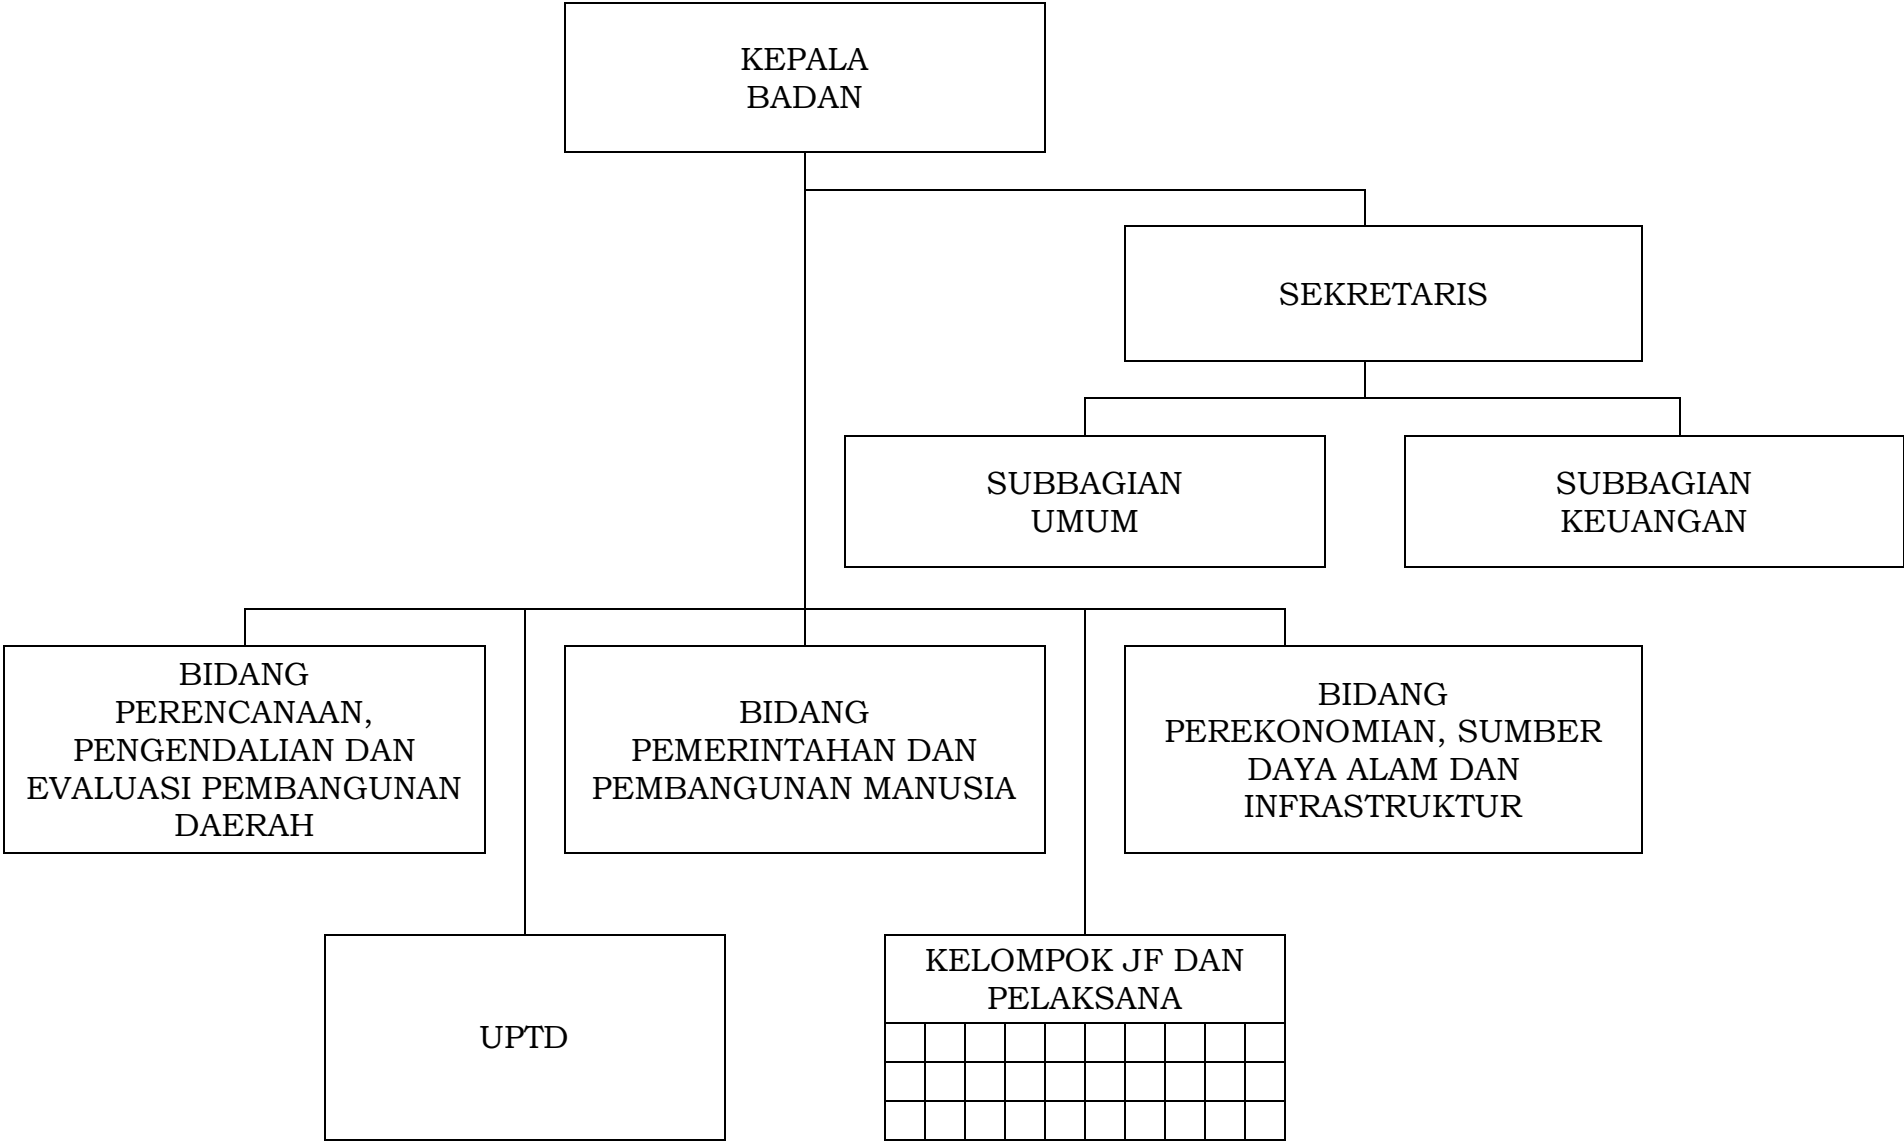 KEPALA
BADAN
SEKRETARIS
SUBBAGIAN
UMUM
SUBBAGIAN
KEUANGAN
BIDANG
PERENCANAAN,
PENGENDALIAN DAN
EVALUASI PEMBANGUNAN
DAERAH
BIDANG
PEMERINTAHAN DAN
PEMBANGUNAN MANUSIA
BIDANG
PEREKONOMIAN, SUMBER
DAYA ALAM DAN
INFRASTRUKTUR
UPTD
KELOMPOK JF DAN
PELAKSANA